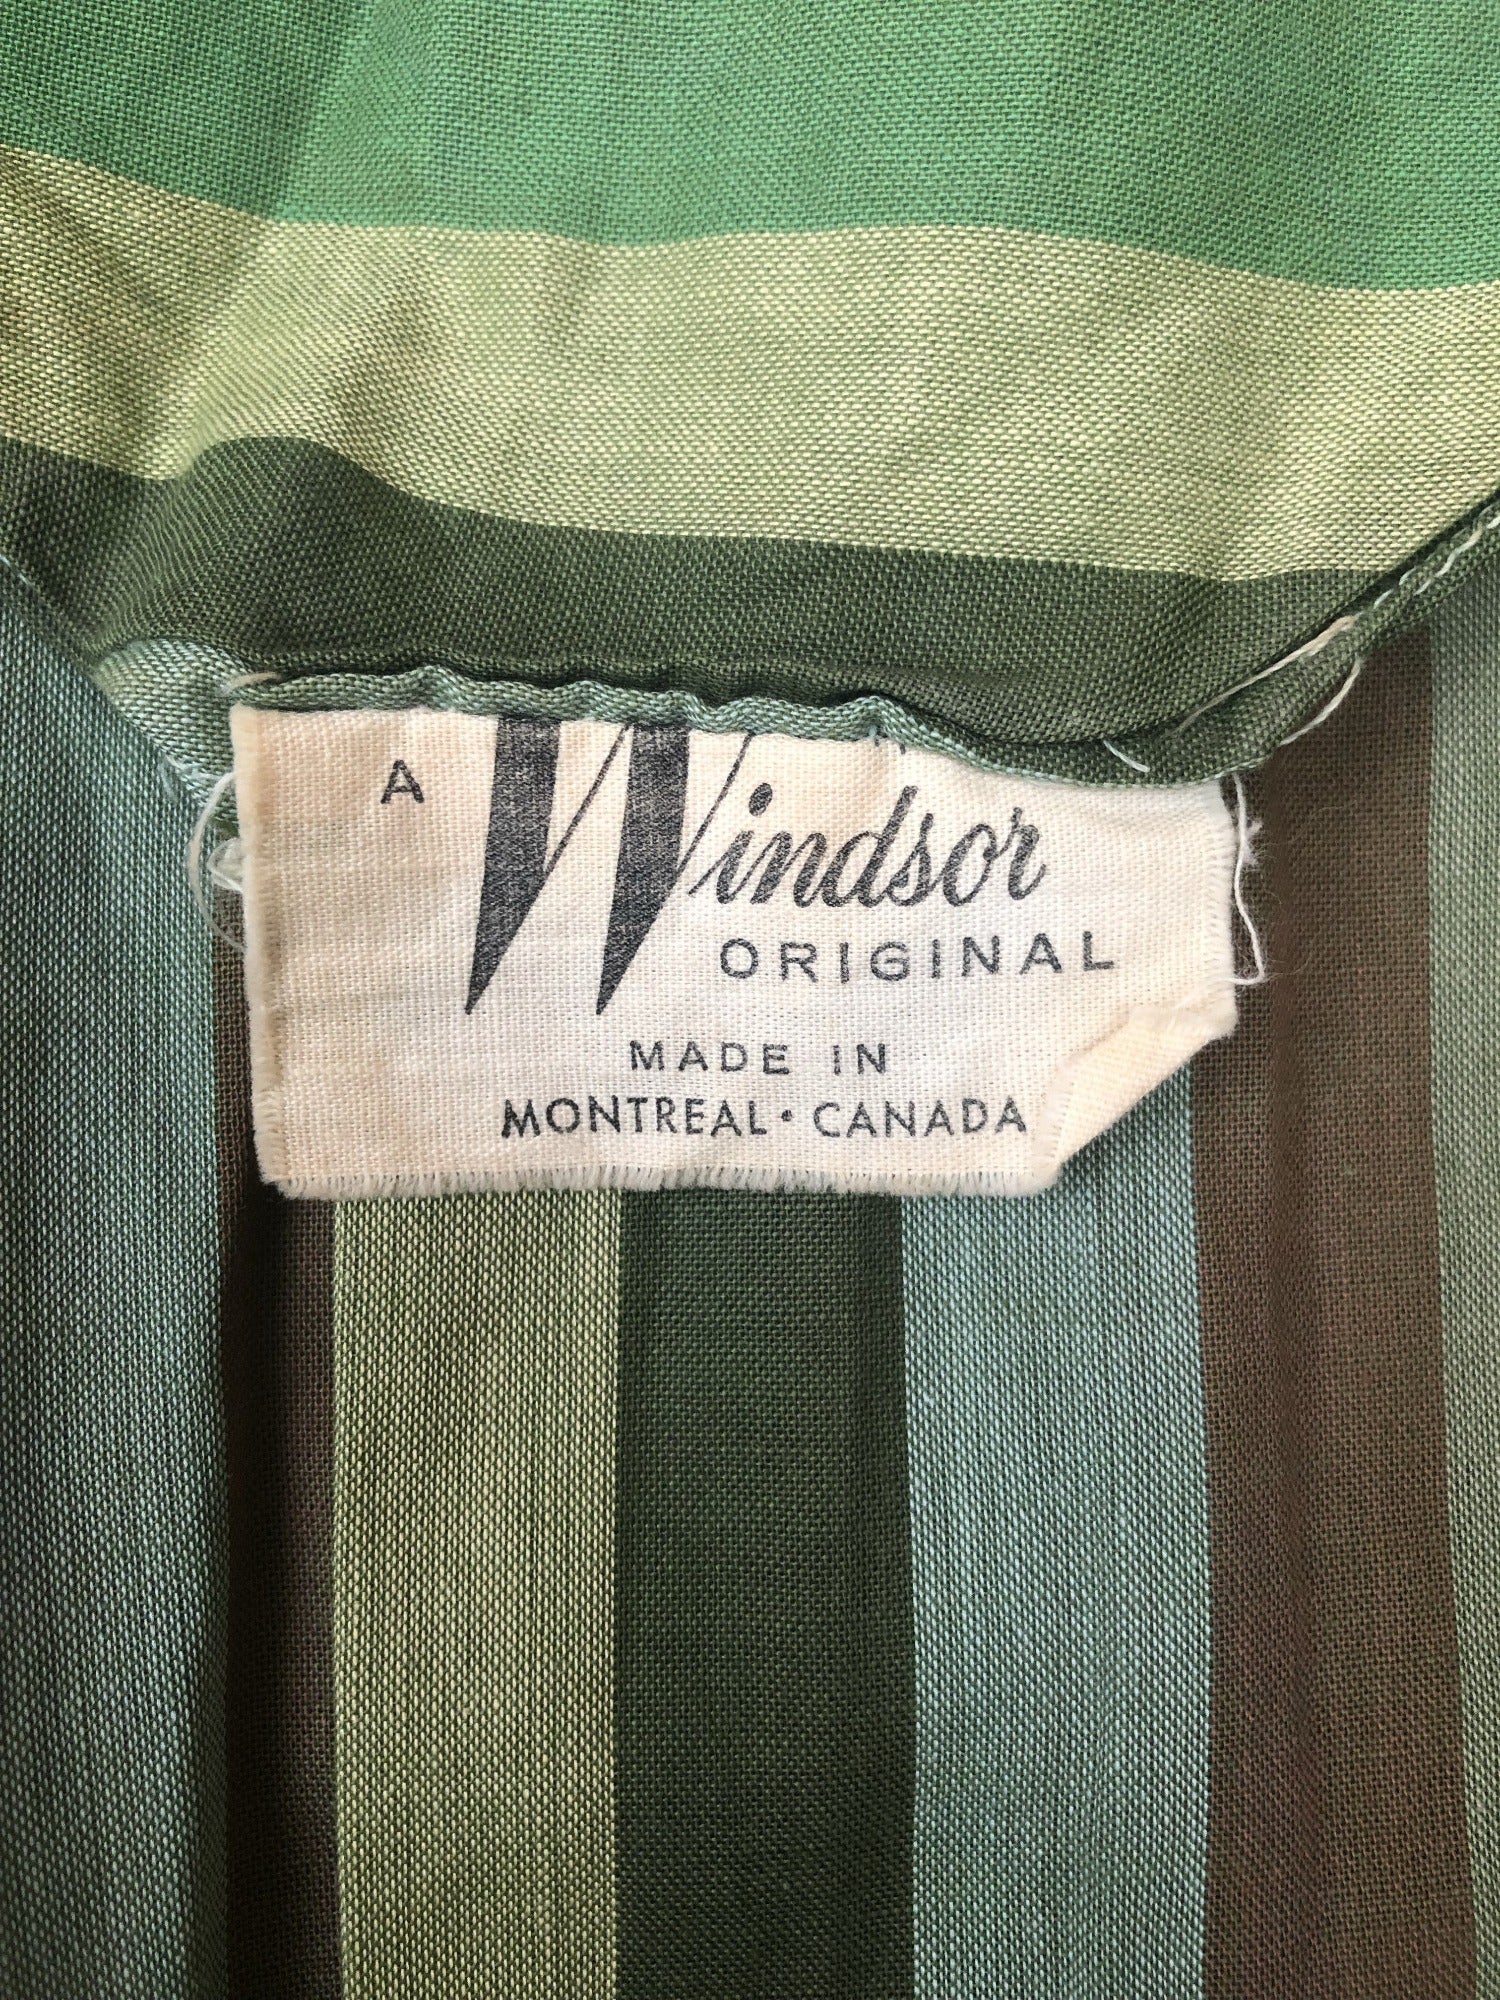 A Windsor
ORIGINAL
MADE IN
MONTREAL · CANADA